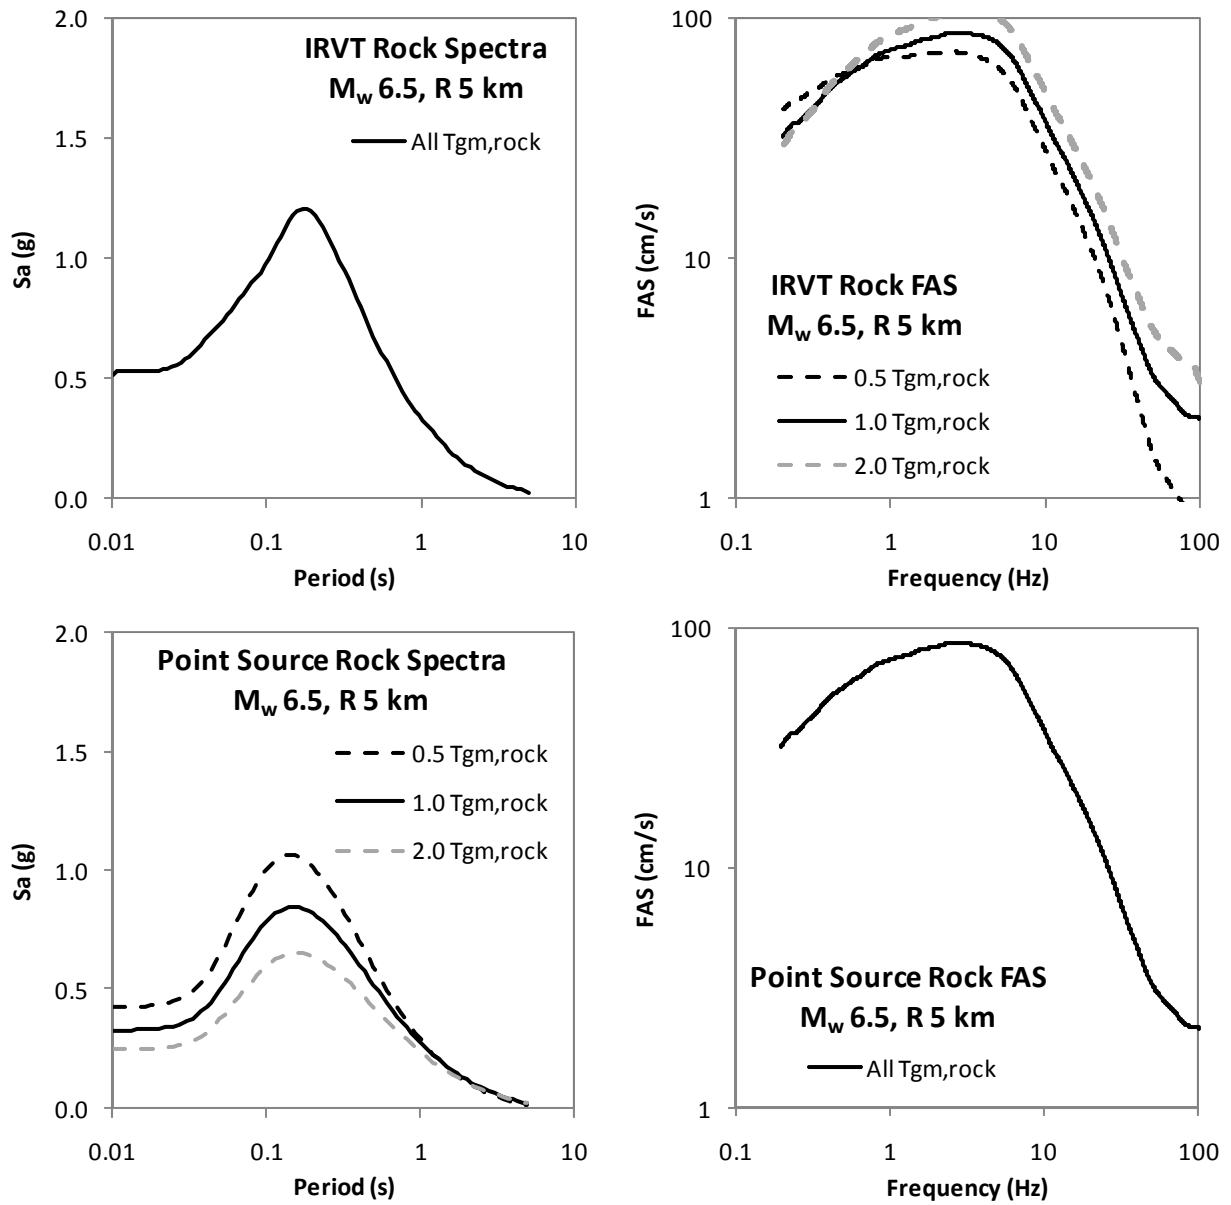 2.0
1.5
1.0
0.5
0.0
Sa (g)
IRVT Rock Spectra
Mw 6.5, R 5 km
All Tgm,rock
0.01 0.1 1 10
Period (s)
100
10
1
FAS (cm/s)
IRVT Rock FAS
Mw 6.5, R 5 km
0.5 Tgm,rock
1.0 Tgm,rock
2.0 Tgm,rock
0.1 1 10 100
Frequency (Hz)
2.0
1.5
1.0
0.5
0.0
Sa (g)
Point Source Rock Spectra
Mw 6.5, R 5 km
0.5 Tgm,rock
1.0 Tgm,rock
2.0 Tgm,rock
0.01 0.1 1 10
Period (s)
100
10
1
FAS (cm/s)
Point Source Rock FAS
Mw 6.5, R 5 km
All Tgm,rock
0.1 1 10 100
Frequency (Hz)